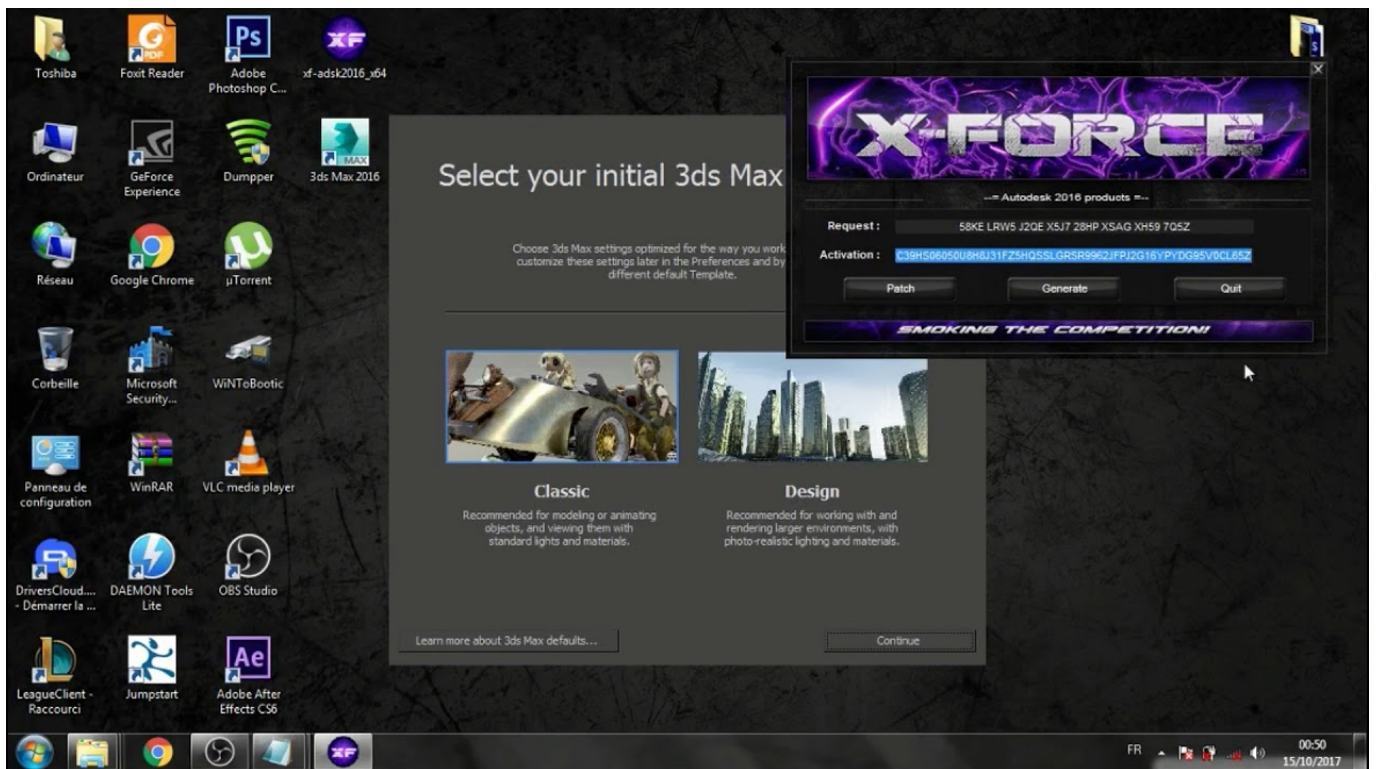 Toshiba
Foxit Reader
Adobe
Photoshop C...
xf-adsk2016_x64
Ordinateur
GeForce
Experience
Dumpper
3ds Max 2016
Réseau
Google Chrome
µTorrent
Corbeille
Microsoft
Security...
WiNToBootic
Panneau de
configuration
WinRAR
VLC media player
DriversCloud....
- Démarrer la ...
DAEMON Tools
Lite
OBS Studio
LeagueClient -
Raccourci
Jumpstart
Adobe After
Effects CS6
Select your initial 3ds Max
Choose 3ds Max settings optimized for the way you work
customize these settings later in the Preferences and by
different default Template.
Classic
Recommended for modeling or animating
objects, and viewing them with
standard lights and materials.
Design
Recommended for working with and
rendering larger environments, with
photo-realistic lighting and materials.
Learn more about 3ds Max defaults...
Continue
X-FORCE
--= Autodesk 2016 products =--
Request :
58KE LRW5 J2QE X5J7 28HP XSAG XH59 7Q5Z
Activation :
Patch
Generate
Quit
SMOKING THE COMPETITION!
FR
00:50
15/10/2017